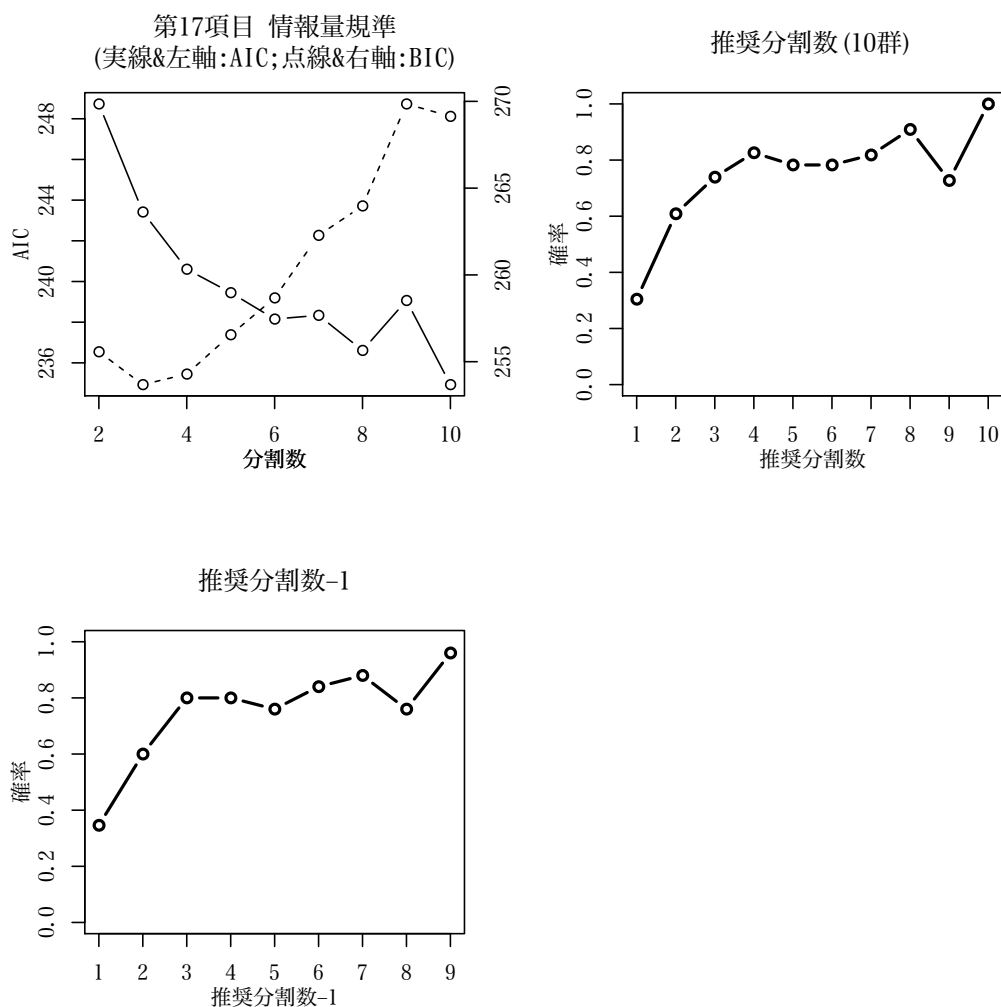 第17項目 情報量規準
(実線&左軸:AIC;点線&右軸:BIC)
AIC
236 240 244 248
255 260 265 270
2 4 6 8 10
分割数
推奨分割数 (10群)
確率
0.0 0.2 0.4 0.6 0.8 1.0
1 2 3 4 5 6 7 8 9 10
推奨分割数
推奨分割数−1
確率
0.0 0.2 0.4 0.6 0.8 1.0
1 2 3 4 5 6 7 8 9
推奨分割数−1